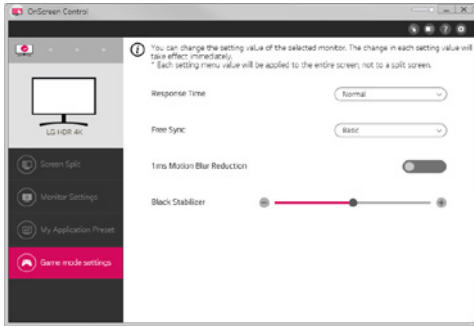 OnScreen Control
You can change the setting value of the selected monitor. The change in each setting value will
take effect immediately.
* Each setting menu value will be applied to the entire screen, not to a split screen.
LG HDR 4K
Response Time
Normal
Free Sync
Basic
1ms Motion Blur Reduction
Black Stabilizer
Screen Split
Monitor Settings
My Application Preset
Game mode settings